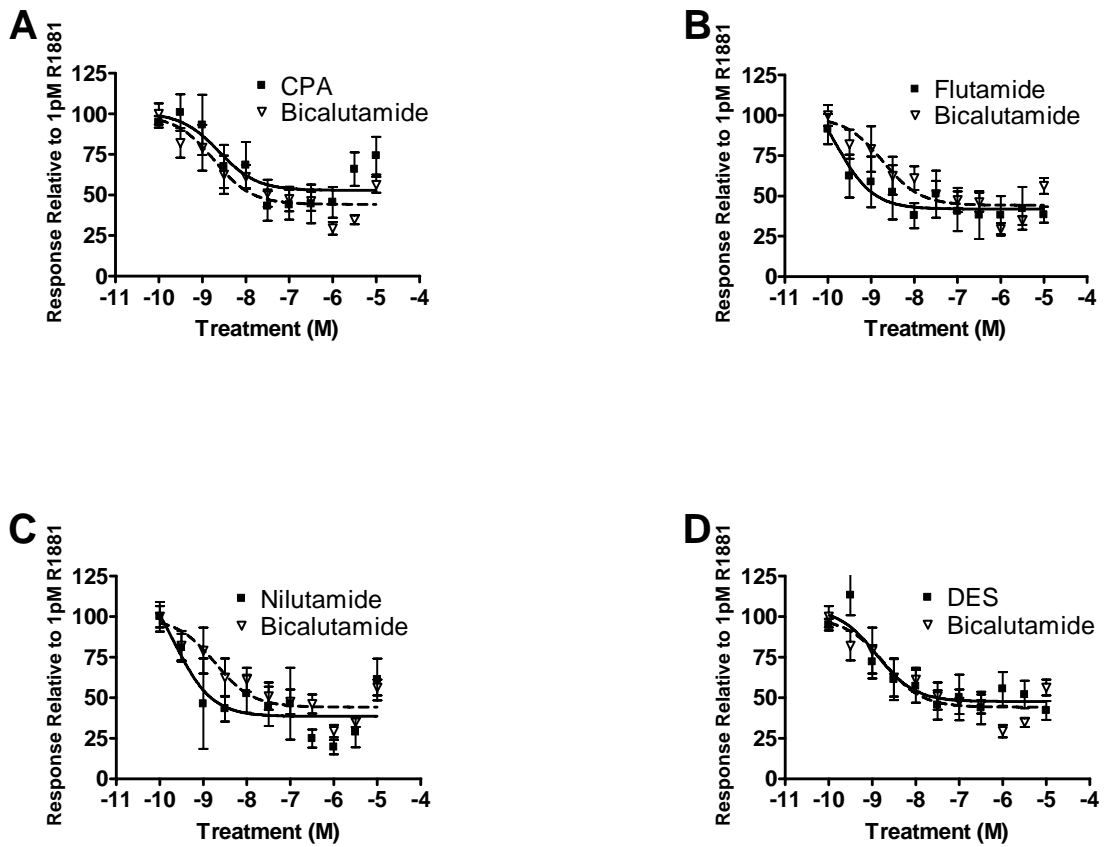 A
Response Relative to 1pM R1881
125
100
75
50
25
0
CPA
Bicalutamide
-11 -10 -9 -8 -7 -6 -5 -4
Treatment (M)
B
Response Relative to 1pM R1881
125
100
75
50
25
0
Flutamide
Bicalutamide
-11 -10 -9 -8 -7 -6 -5 -4
Treatment (M)
C
Response Relative to 1pM R1881
125
100
75
50
25
0
Nilutamide
Bicalutamide
-11 -10 -9 -8 -7 -6 -5 -4
Treatment (M)
D
Response Relative to 1pM R1881
125
100
75
50
25
0
DES
Bicalutamide
-11 -10 -9 -8 -7 -6 -5 -4
Treatment (M)